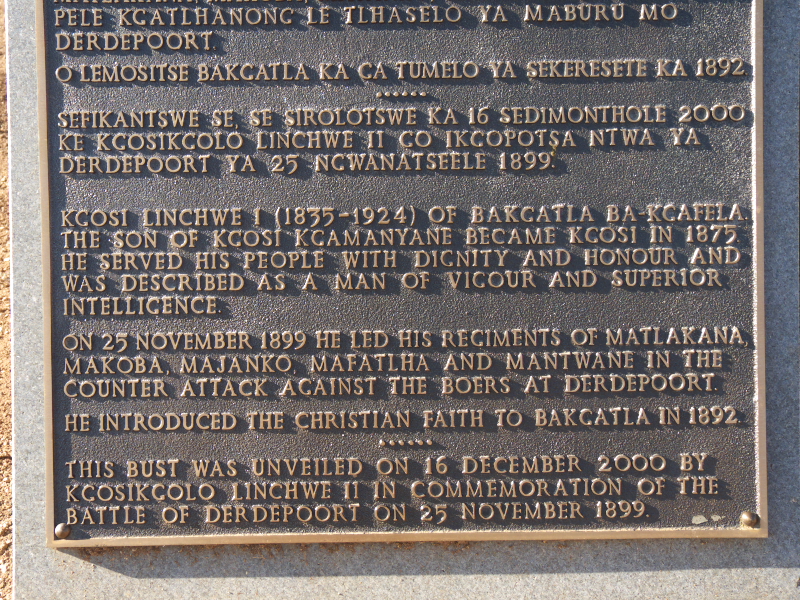 PELE KGATLHANONG LE TLHASELO YA MABURU MO
DERDEPOORT.
O LEMOSITSE BAKGATLA KA GA TUMELO YA SEKERESETE KA 1892.
SEFIKANTSWE SE, SE SIROLOTSWE KA 16 SEDIMONTHOLE 2000
KE KGOSIKGOLO LINCHWE II GO IKGOPOTSA NTWA YA
DERDEPOORT YA 25 NGWANATSEELE 1899.
KGOSI LINCHWE I (1835-1924) OF BAKGATLA BA-KGAFELA.
THE SON OF KGOSI KGAMANYANE BECAME KGOSI IN 1875
HE SERVED HIS PEOPLE WITH DIGNITY AND HONOUR AND
WAS DESCRIBED AS A MAN OF VIGOUR AND SUPERIOR
INTELLIGENCE.
ON 25 NOVEMBER 1899 HE LED HIS REGIMENTS OF MATLAKANA,
MAKOBA, MAJANKO, MAFATLHA AND MANTWANE IN THE
COUNTER ATTACK AGAINST THE BOERS AT DERDEPOORT.
HE INTRODUCED THE CHRISTIAN FAITH TO BAKGATLA IN 1892.
THIS BUST WAS UNVEILED ON 16 DECEMBER 2000 BY
KGOSIKGOLO LINCHWE II IN COMMEMORATION OF THE
BATTLE OF DERDEPOORT ON 25 NOVEMBER 1899.